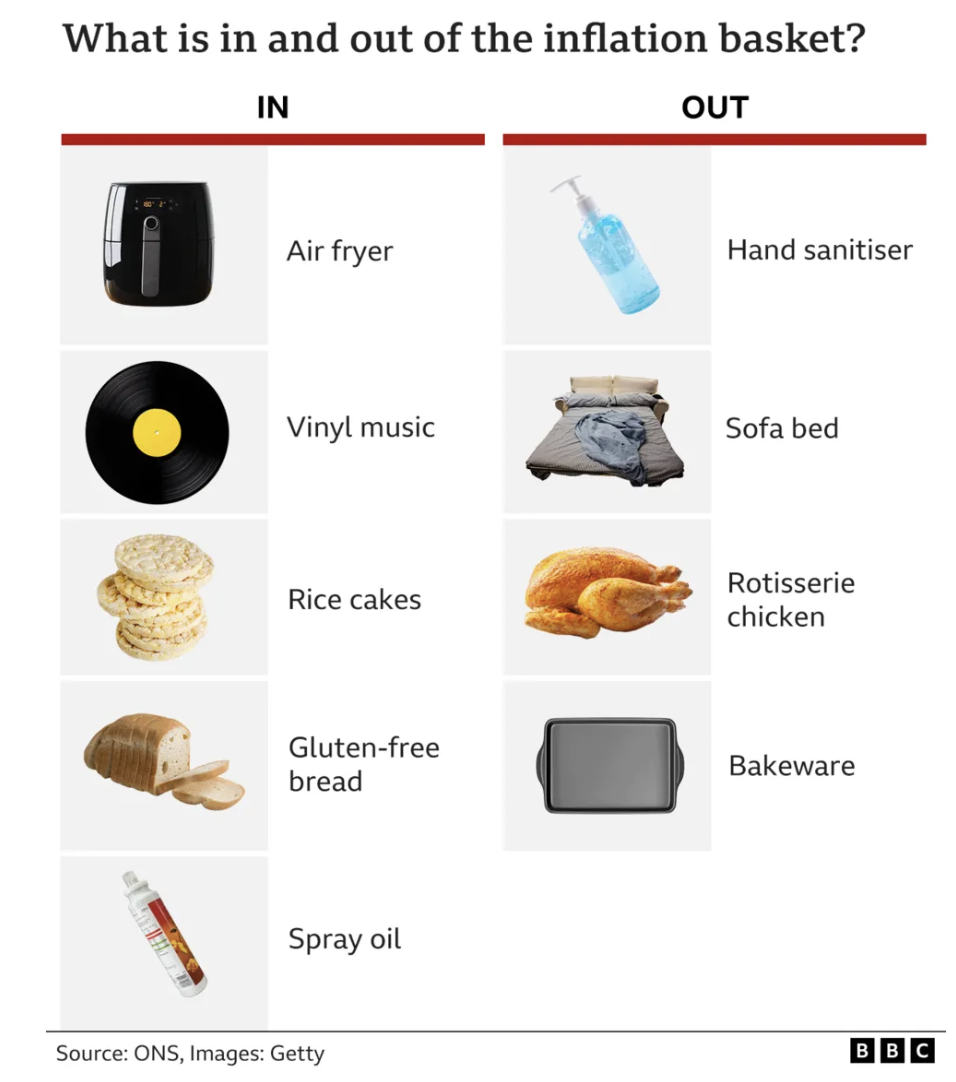 What is in and out of the inflation basket?
IN
Air fryer
Vinyl music
Rice cakes
Gluten-free
bread
Spray oil
OUT
Hand sanitiser
Sofa bed
Rotisserie
chicken
Bakeware
Source: ONS, Images: Getty
BBC